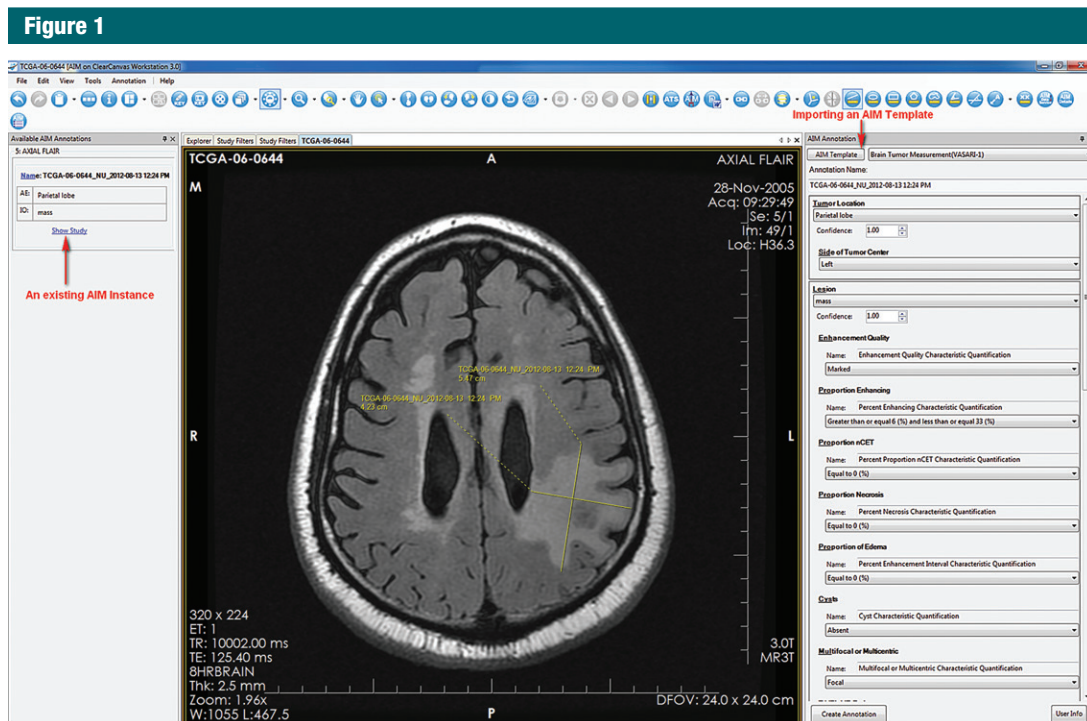 Figure 1
TCGA-06-0644 [AIM on ClearCanvas Workstation 3.0]
File Edit View Tools Annotation Help
ATS AIM
Importing an AIM Template
Available AIM Annotations
5: AXIAL FLAIR
Name: TCGA-06-0644_NU_2012-08-13 12:24 PM
AE: Parietal lobe
IO: mass
Show Study
An existing AIM Instance
Explorer Study Filters Study Filters TCGA-06-0644
TCGA-06-0644
A
AXIAL FLAIR
M
28-Nov-2005
Acq: 09:29:49
Se: 5/1
Im: 49/1
Loc: H36.3
TCGA-06-0644_NU_2012-08-13 12:24 PM
5.47 cm
TCGA-06-0644_NU_2012-08-13 12:24 PM
4.23 cm
R
L
320 x 224
ET: 1
TR: 10002.00 ms
TE: 125.40 ms
8HRBRAIN
Thk: 2.5 mm
Zoom: 1.96x
W:1055 L:467.5
P
3.0T
MR3T
DFOV: 24.0 x 24.0 cm
AIM Annotation
AIM Template Brain Tumor Measurement(VASARI-1)
Annotation Name:
TCGA-06-0644_NU_2012-08-13 12:24 PM
Tumor Location
Parietal lobe
Confidence: 1.00
Side of Tumor Center
Left
Lesion
mass
Confidence: 1.00
Enhancement Quality
Name: Enhancement Quality Characteristic Quantification
Marked
Proportion Enhancing
Name: Percent Enhancing Characteristic Quantification
Greater than or equal 6 (%) and less than or equal 33 (%)
Proportion nCET
Name: Percent Proportion nCET Characteristic Quantification
Equal to 0 (%)
Proportion Necrosis
Name: Percent Necrosis Characteristic Quantification
Equal to 0 (%)
Proportion of Edema
Name: Percent Enhancement Interval Characteristic Quantification
Equal to 0 (%)
Cysts
Name: Cyst Characteristic Quantification
Absent
Multifocal or Multicentric
Name: Multifocal or Multicentric Characteristic Quantification
Focal
Create Annotation User Info